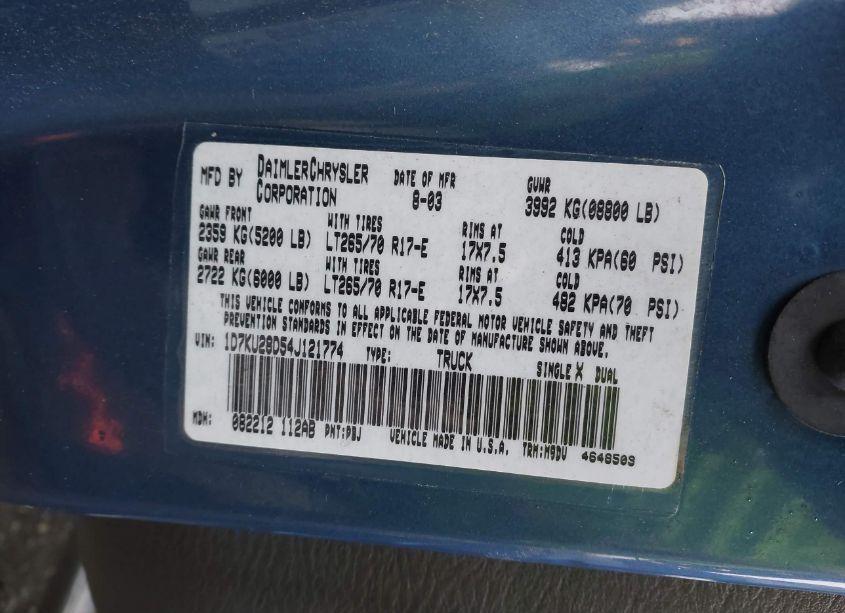 MFD BY DAIMLERCHRYSLER CORPORATION DATE OF MFR 8-03 GVWR 3992 KG(08800 LB)
GAWR FRONT WITH TIRES RIMS AT COLD
2359 KG(5200 LB) LT265/70 R17-E 17X7.5 413 KPA(60 PSI)
GAWR REAR WITH TIRES RIMS AT COLD
2722 KG(6000 LB) LT265/70 R17-E 17X7.5 482 KPA(70 PSI)
THIS VEHICLE CONFORMS TO ALL APPLICABLE FEDERAL MOTOR VEHICLE SAFETY AND THEFT
PREVENTION STANDARDS IN EFFECT ON THE DATE OF MANUFACTURE SHOWN ABOVE.
VIN: 1D7KU28D54J121774 TYPE: TRUCK SINGLE X DUAL
MDH: 082212 112AB PNT:PBJ VEHICLE MADE IN U.S.A. TRM:M9DV 4648509